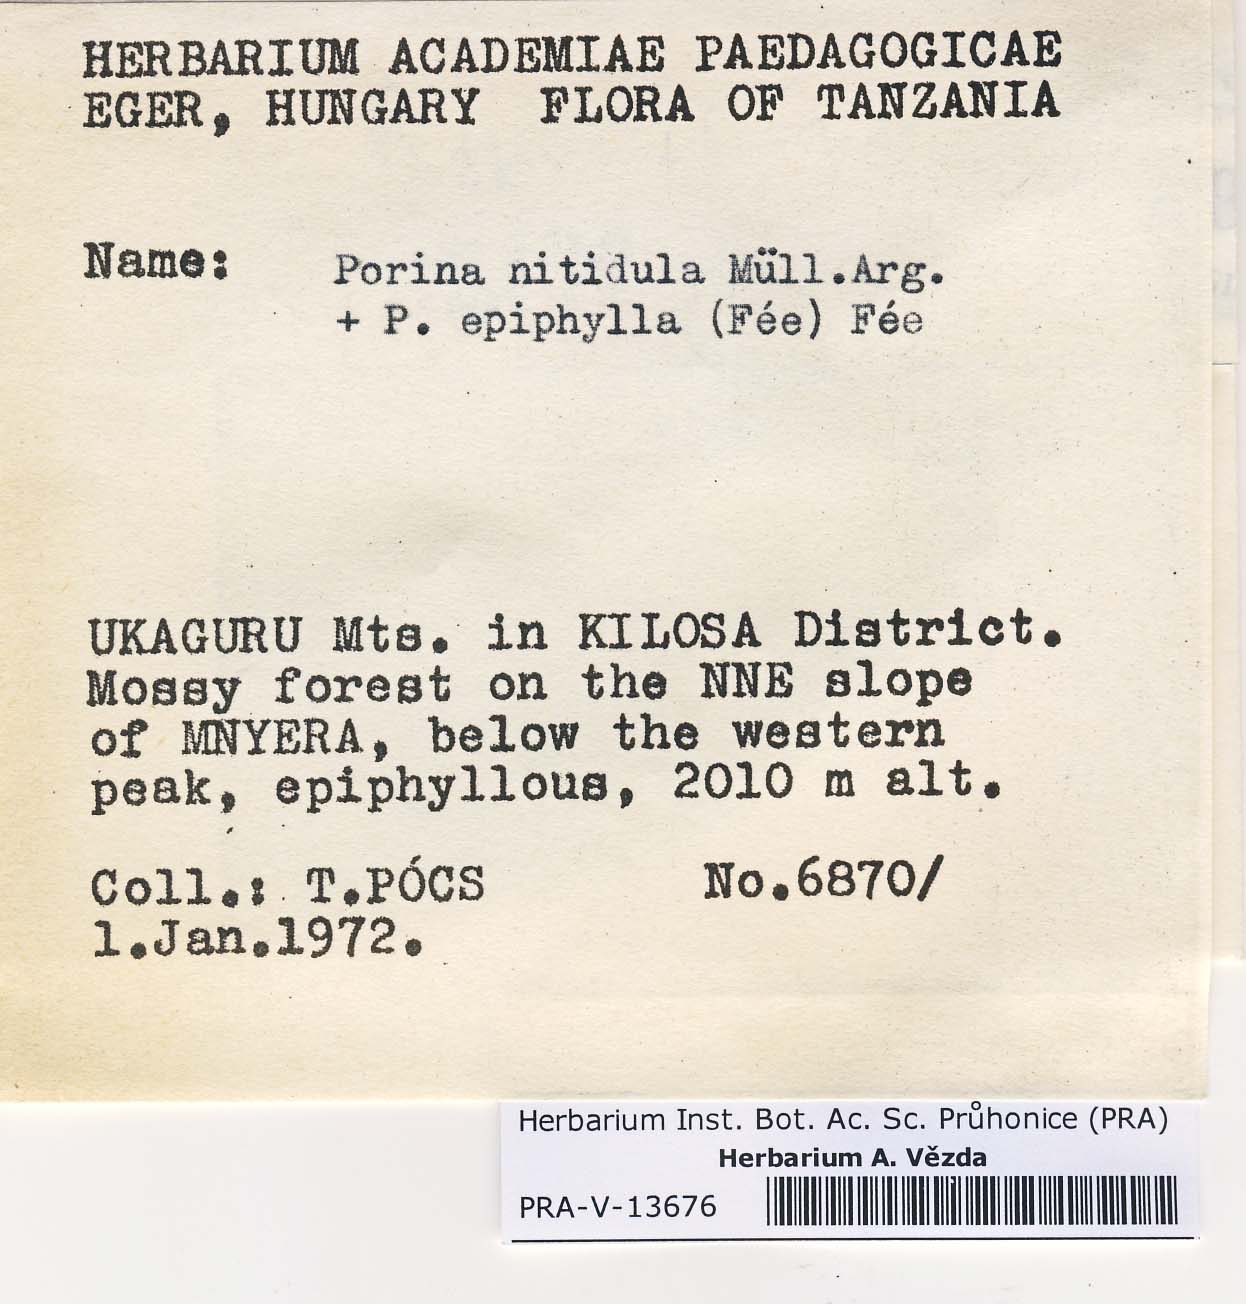 HERBARIUM ACADEMIAE PAEDAGOGICAE
EGER, HUNGARY FLORA OF TANZANIA
Name: Porina nitidula Müll.Arg.
+ P. epiphylla (Fée) Fée
UKAGURU Mts. in KILOSA District.
Mossy forest on the NNE slope
of MNYERA, below the western
peak, epiphyllous, 2010 m alt.
Coll.: T.PÓCS No.6870/
1.Jan.1972.
Herbarium Inst. Bot. Ac. Sc. Průhonice (PRA)
Herbarium A. Vězda
PRA-V-13676